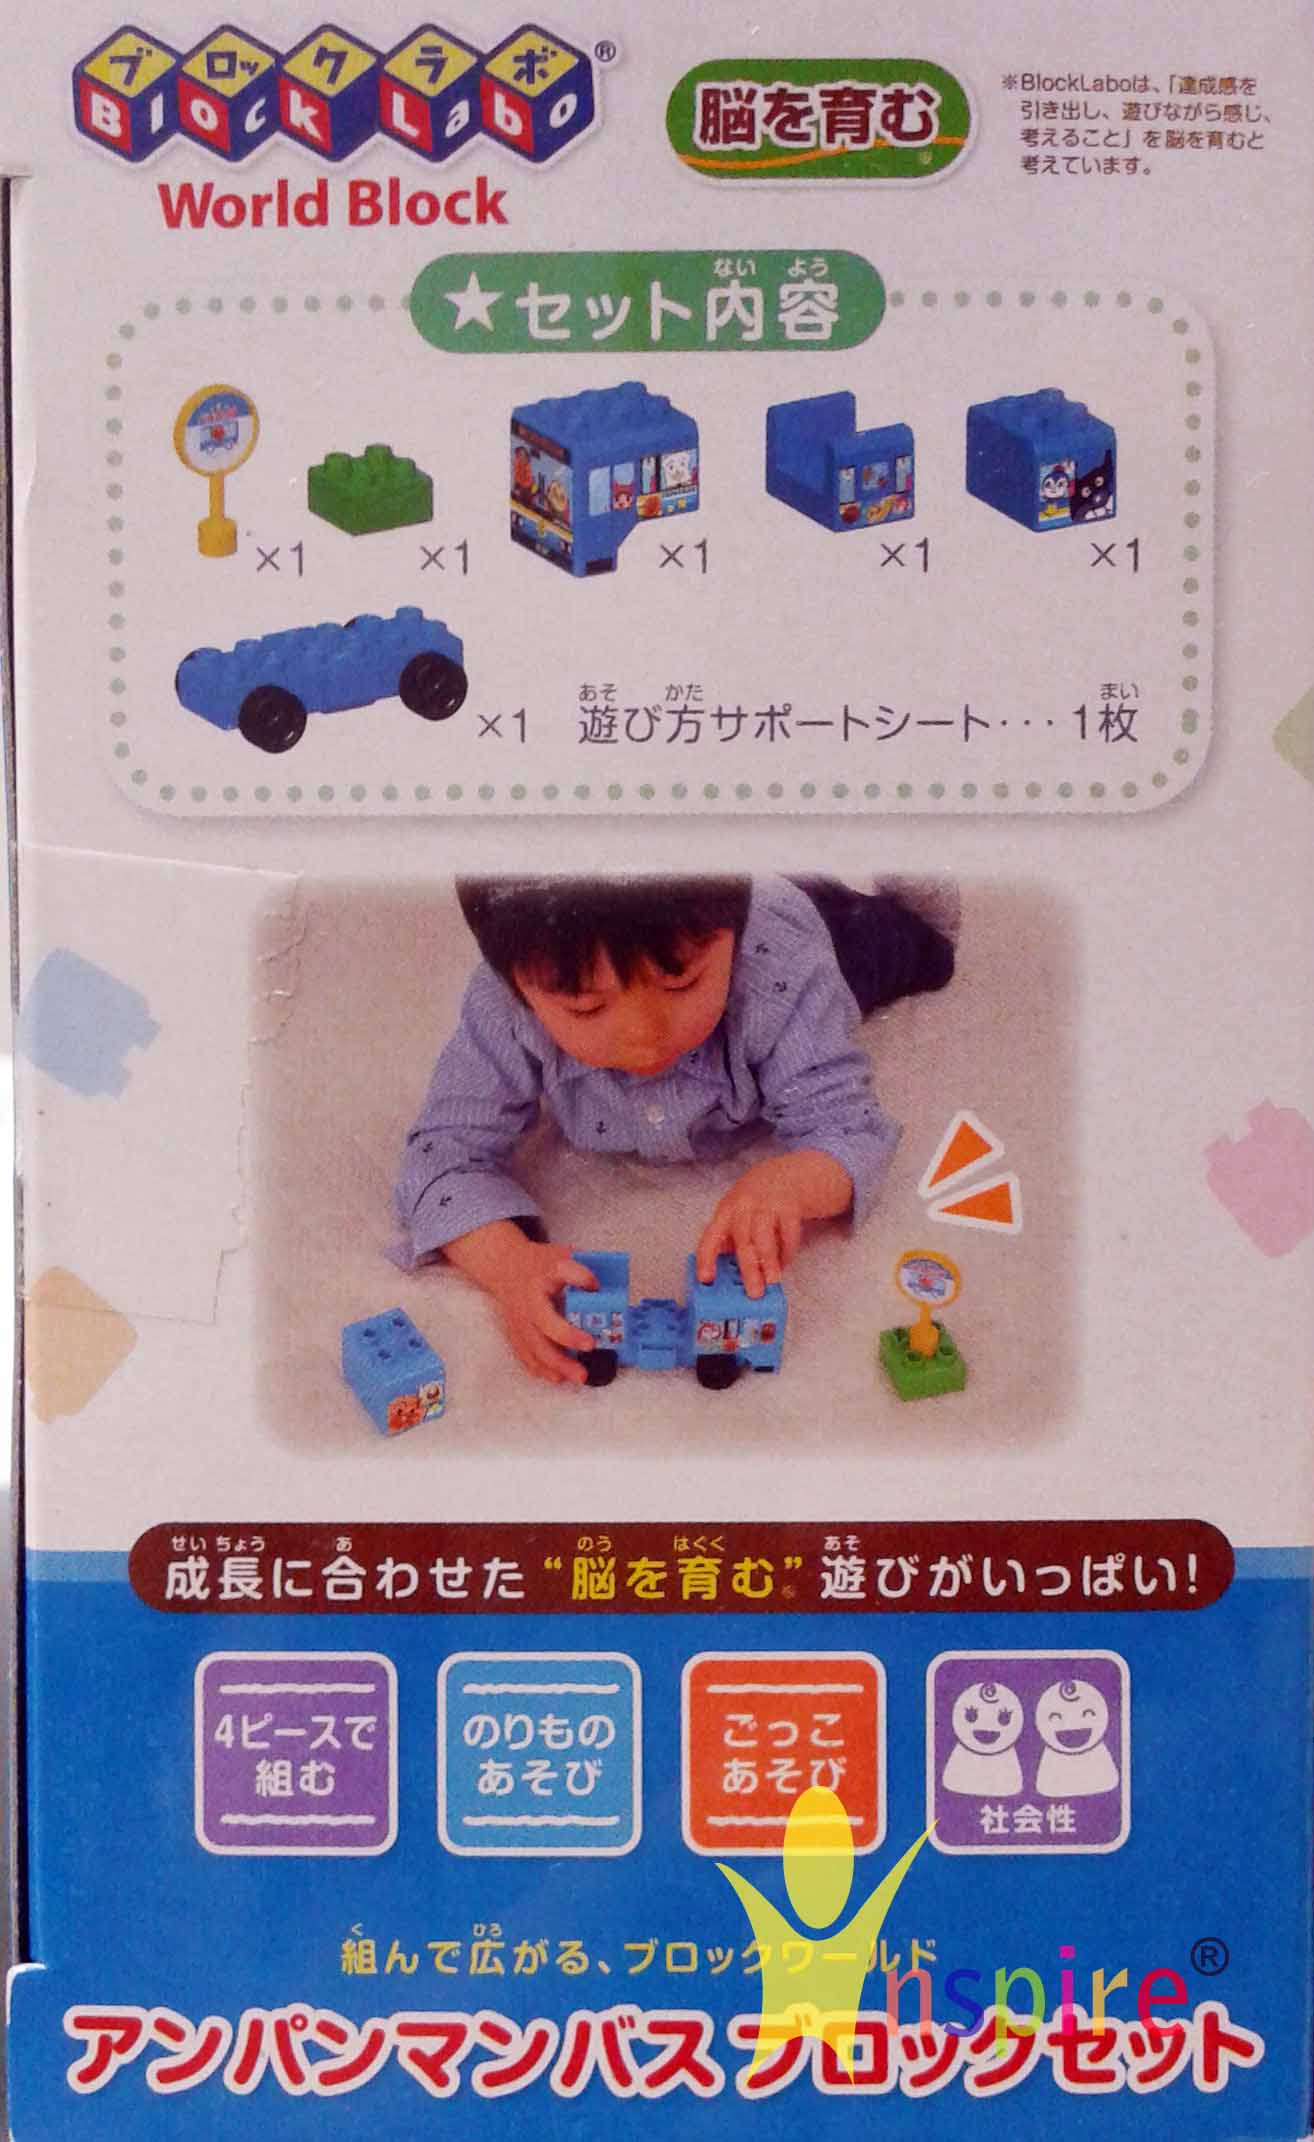 ブロックラボ®
Block Labo
World Block
脳を育む※
※BlockLaboは、「達成感を
引き出し、遊びながら感じ、
考えること」を脳を育むと
考えています。
ない よう
★セット内容
×1
×1
×1
×1
×1
×1
あそ かた まい
遊び方サポートシート・・・1枚
せい ちょう あ のう はぐく あそ
成長に合わせた“脳を育む”※遊びがいっぱい!
4ピースで
組む
のりもの
あそび
ごっこ
あそび
社会性
く ひろ
組んで広がる、ブロックワールド
nspire®
アンパンマンバス ブロックセット